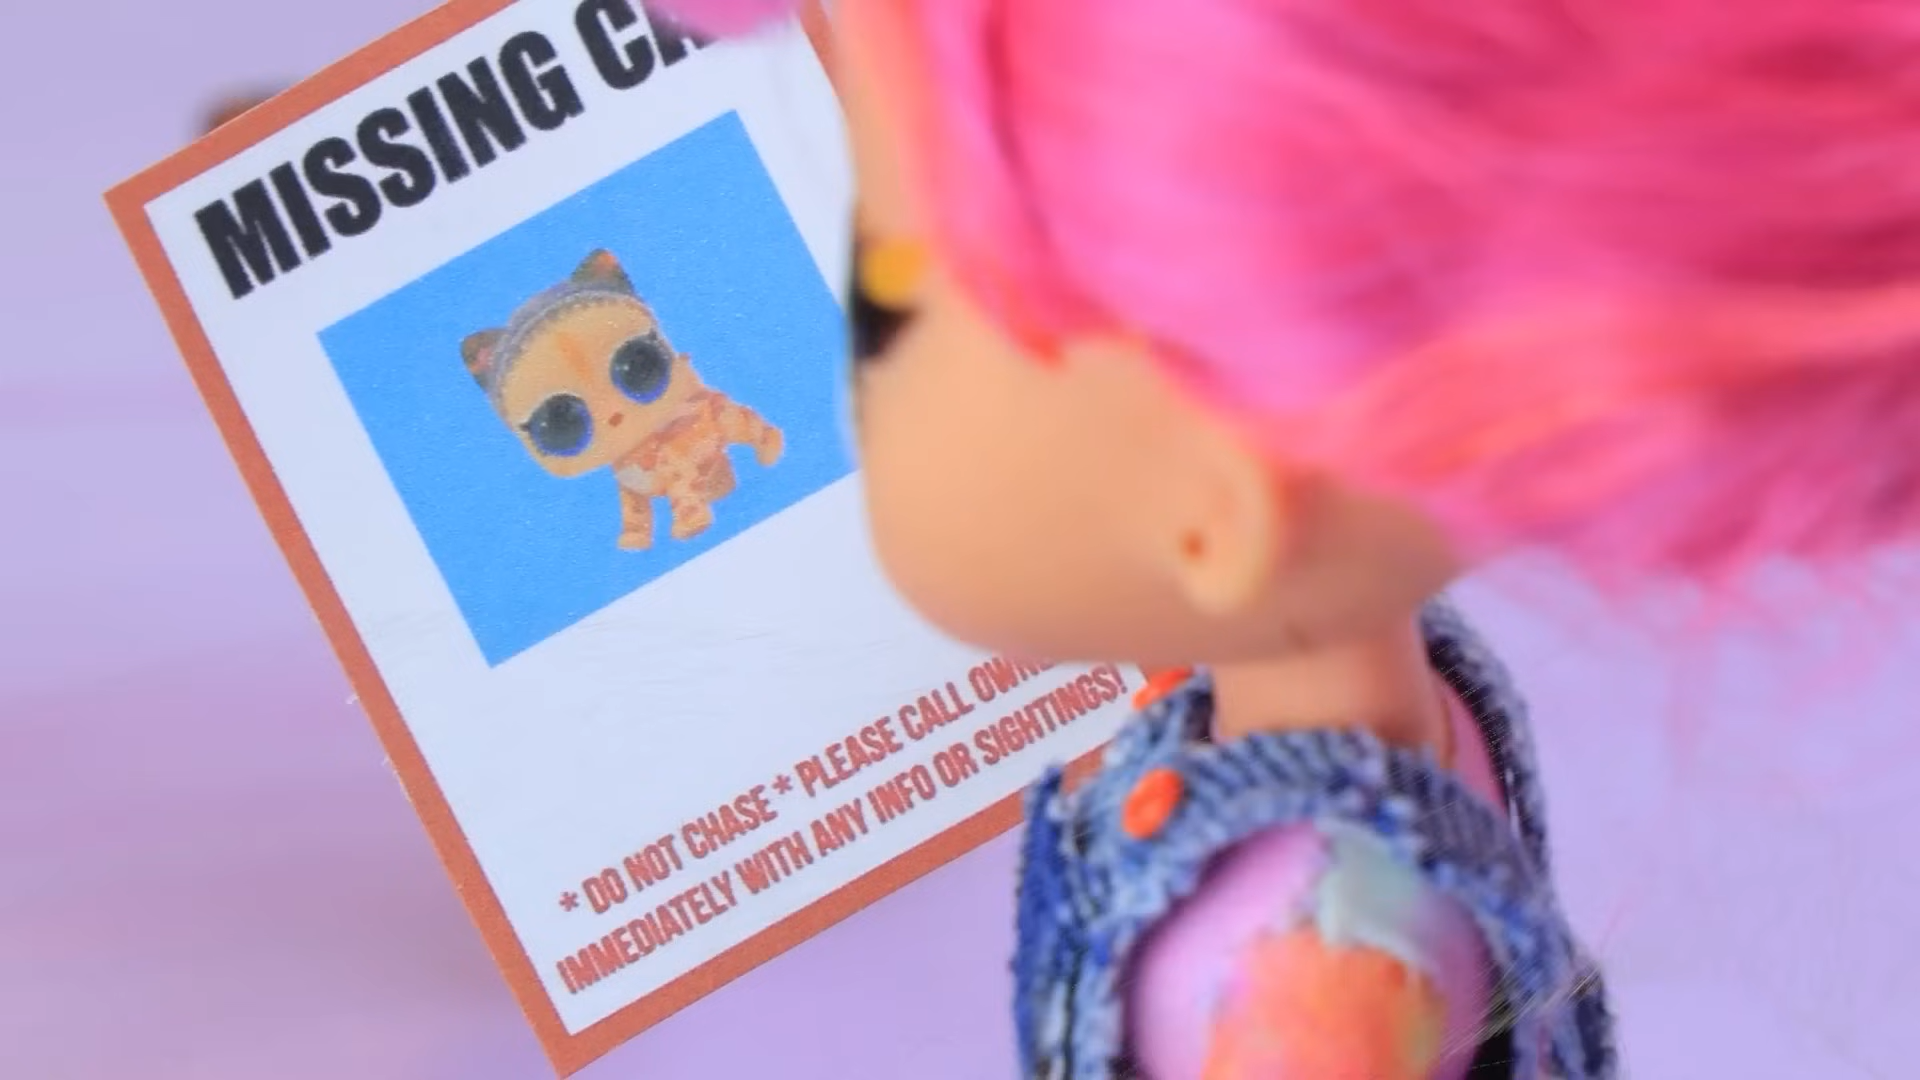 MISSING
* DO NOT CHASE * PLEASE CALL
IMMEDIATELY WITH ANY INFO OR SIGHTINGS!